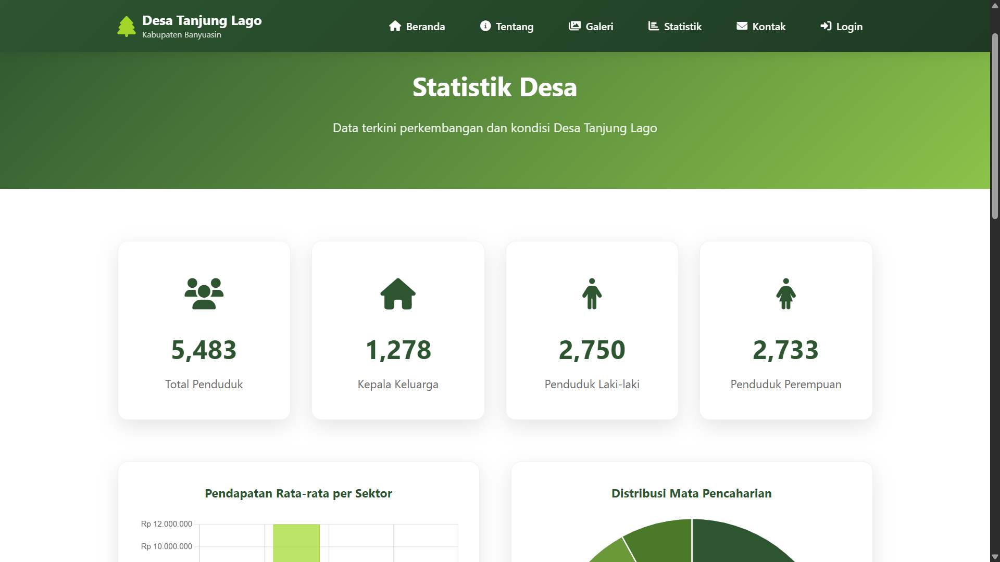 Desa Tanjung Lago
Kabupaten Banyuasin
Beranda
Tentang
Galeri
Statistik
Kontak
Login
Statistik Desa
Data terkini perkembangan dan kondisi Desa Tanjung Lago
5,483
Total Penduduk
1,278
Kepala Keluarga
2,750
Penduduk Laki-laki
2,733
Penduduk Perempuan
Pendapatan Rata-rata per Sektor
Rp 12.000.000
Rp 10.000.000
Distribusi Mata Pencaharian